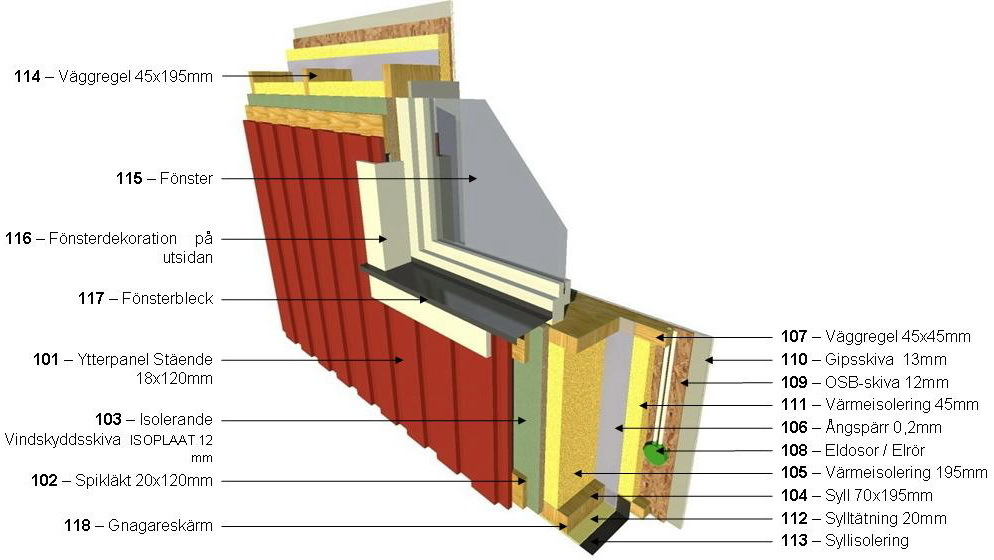 114 – Väggregel 45x195mm
115 – Fönster
116 – Fönsterdekoration på
utsidan
117 – Fönsterbleck
101 – Ytterpanel Stående
18x120mm
103 – Isolerande
Vindskyddsskiva ISOPLAAT 12
mm
102 – Spikläkt 20x120mm
118 – Gnagareskärm
107 – Väggregel 45x45mm
110 – Gipsskiva 13mm
109 – OSB-skiva 12mm
111 – Värmeisolering 45mm
106 – Ångspärr 0,2mm
108 – Eldosor / Elrör
105 – Värmeisolering 195mm
104 – Syll 70x195mm
112 – Sylltätning 20mm
113 – Syllisolering